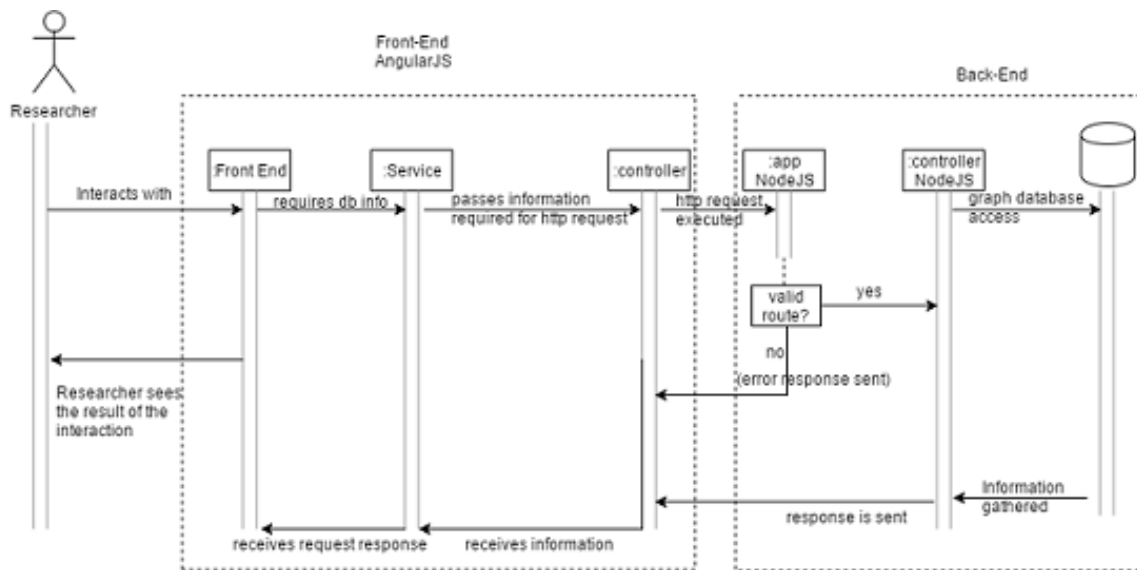 Front-End
AngularJS
Back-End
Researcher
:Front End
:Service
:controller
:app
NodeJS
:controller
NodeJS
Interacts with
requires db info
passes information
required for http request
http request
executed
graph database
access
valid
route?
yes
no
(error response sent)
Researcher sees
the result of the
interaction
Information
gathered
response is sent
receives information
receives request response